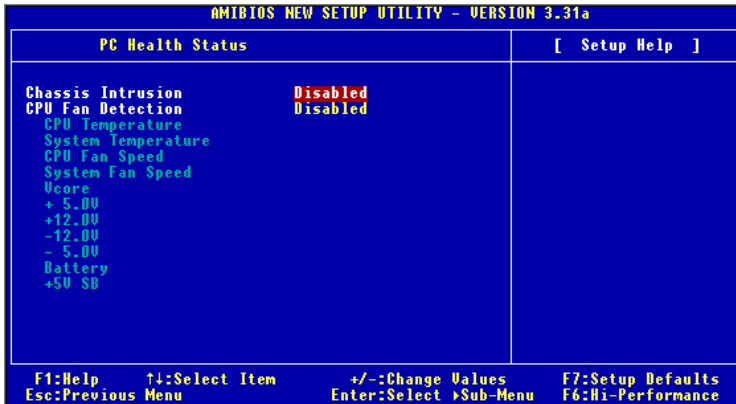 AMIBIOS NEW SETUP UTILITY - VERSION 3.31a
PC Health Status
[ Setup Help ]
Chassis Intrusion Disabled
CPU Fan Detection Disabled
CPU Temperature
System Temperature
CPU Fan Speed
System Fan Speed
Vcore
+ 5.0V
+12.0V
-12.0V
- 5.0V
Battery
+5V SB
F1:Help ↑↓:Select Item +/-:Change Values F7:Setup Defaults
Esc:Previous Menu Enter:Select ▸Sub-Menu F6:Hi-Performance